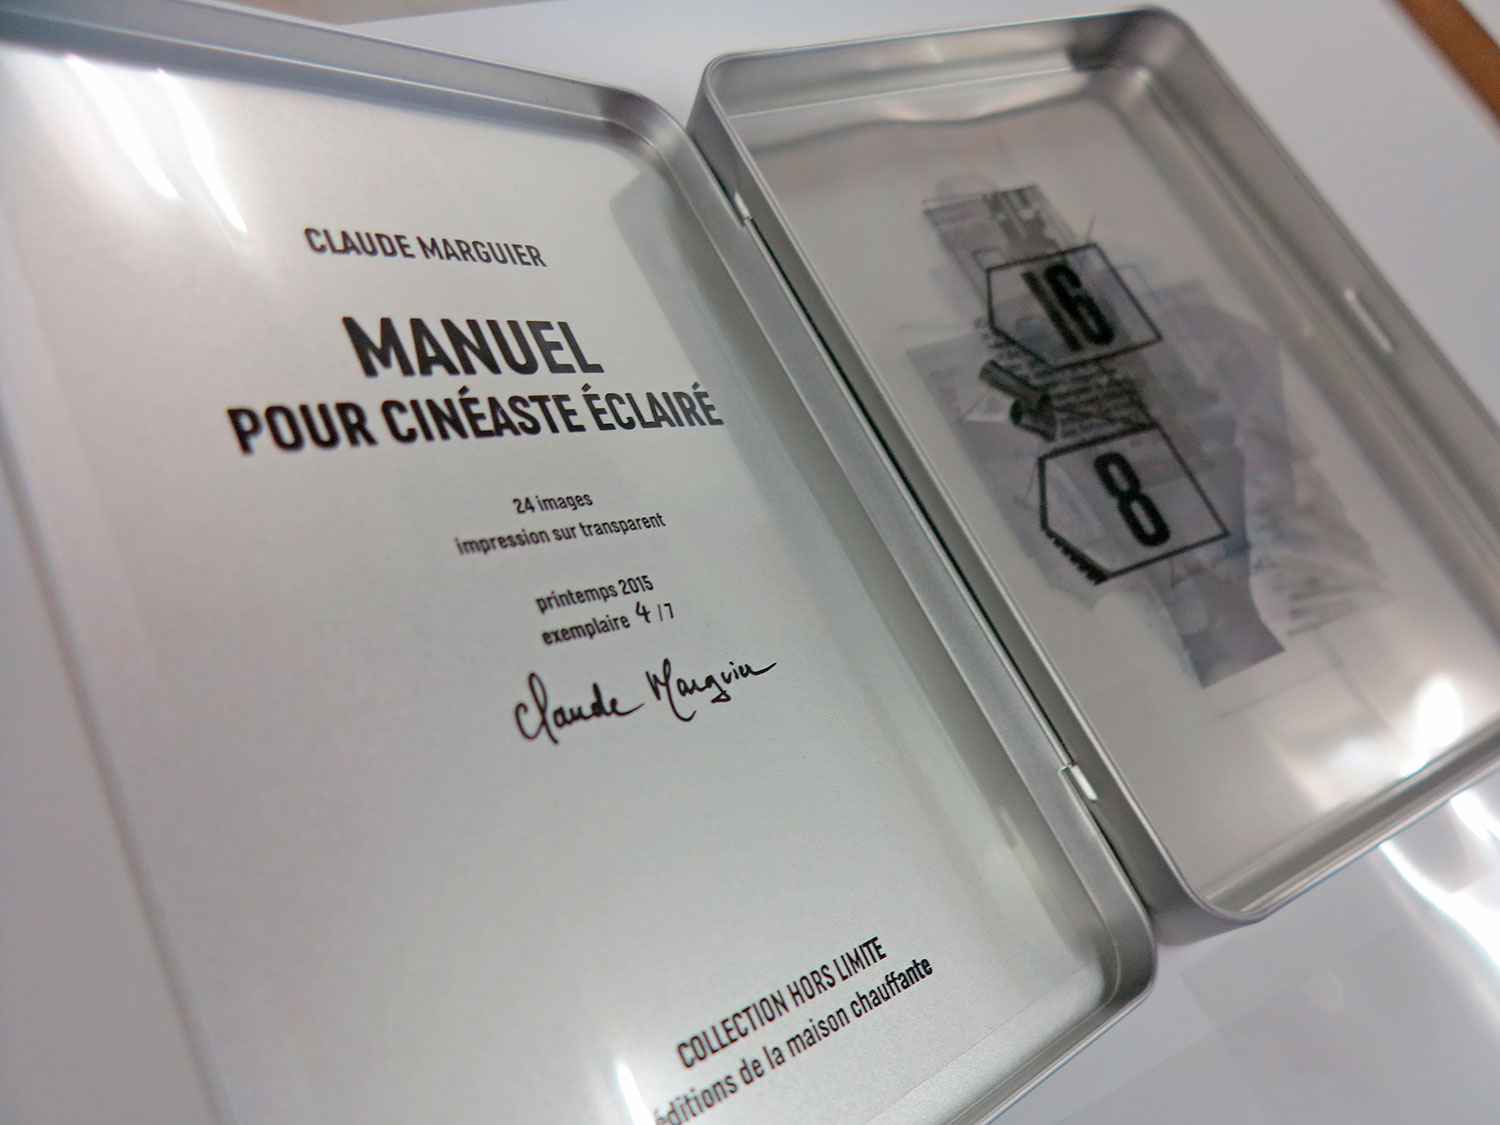 CLAUDE MARGUIER
MANUEL
POUR CINÉASTE ÉCLAIRÉ
24 images
impression sur transparent
printemps 2015
exemplaire 4 / 7
Claude Marguier
COLLECTION HORS LIMITE
éditions de la maison chauffante
16
8